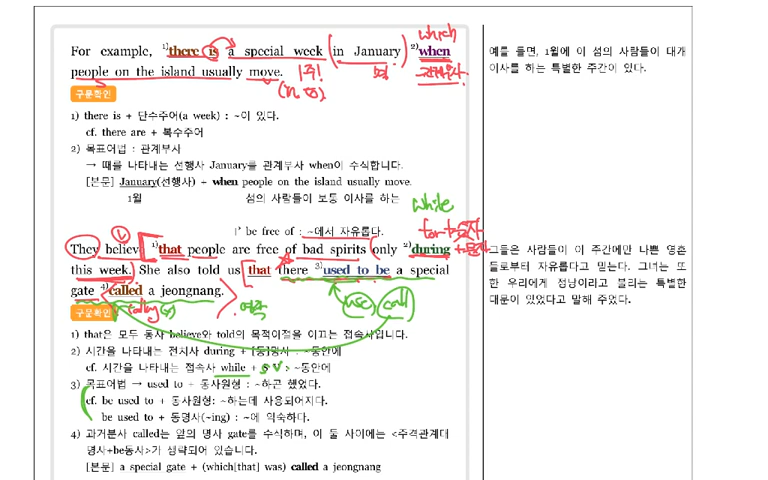 which
For example, 1)there is a special week (in January) 2)when
people on the island usually move.
구문확인
1) there is + 단수주어(a week) : ~이 있다.
cf. there are + 복수주어
2) 목표어법 : 관계부사
→ 때를 나타내는 선행사 January를 관계부사 when이 수식합니다.
[본문] January(선행사) + when people on the island usually move.
1월 섬의 사람들이 보통 이사를 하는
while
be free of : ~에서 자유롭다.
They believe 1)that people are free of bad spirits (only 2)during
this week.) She also told us that there 3)used to be a special
gate 4)called a jeongnang.
use call
구문확인
1) that은 모두 동사 believe와 told의 목적어절을 이끄는 접속사입니다.
2) 시간을 나타내는 전치사 during + [동]명사 : ~동안에
cf. 시간을 나타내는 접속사 while + S V : ~동안에
3) 목표어법 → used to + 동사원형 : ~하곤 했었다.
cf. be used to + 동사원형: ~하는데 사용되어지다.
be used to + 동명사(~ing) : ~에 익숙하다.
4) 과거분사 called는 앞의 명사 gate를 수식하며, 이 둘 사이에는 <주격관계대
명사+be동사>가 생략되어 있습니다.
[본문] a special gate + (which[that] was) called a jeongnang
예를 들면, 1월에 이 섬의 사람들이 대개
이사를 하는 특별한 주간이 있다.
그들은 사람들이 이 주간에만 나쁜 영혼
들로부터 자유롭다고 믿는다. 그녀는 또
한 우리에게 정낭이라고 불리는 특별한
대문이 있었다고 말해 주었다.